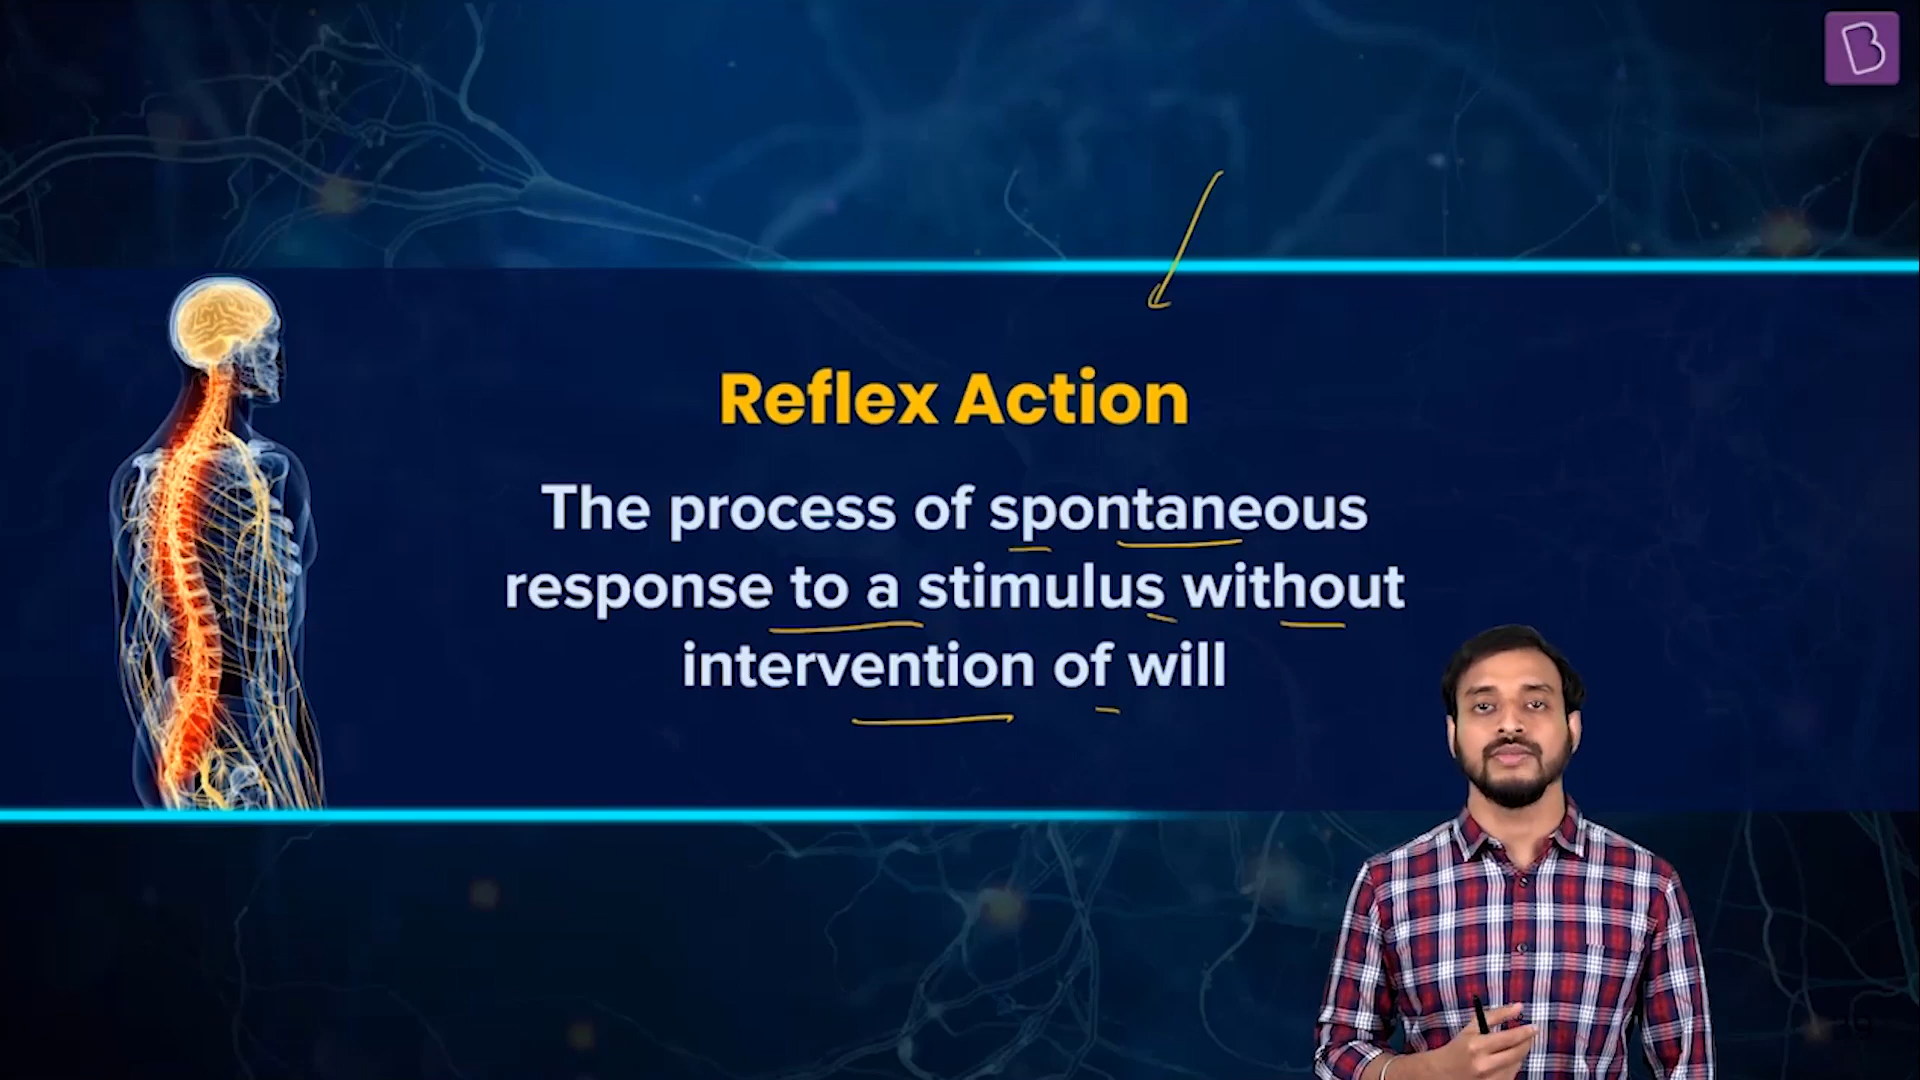 Reflex Action
The process of spontaneous
response to a stimulus without
intervention of will